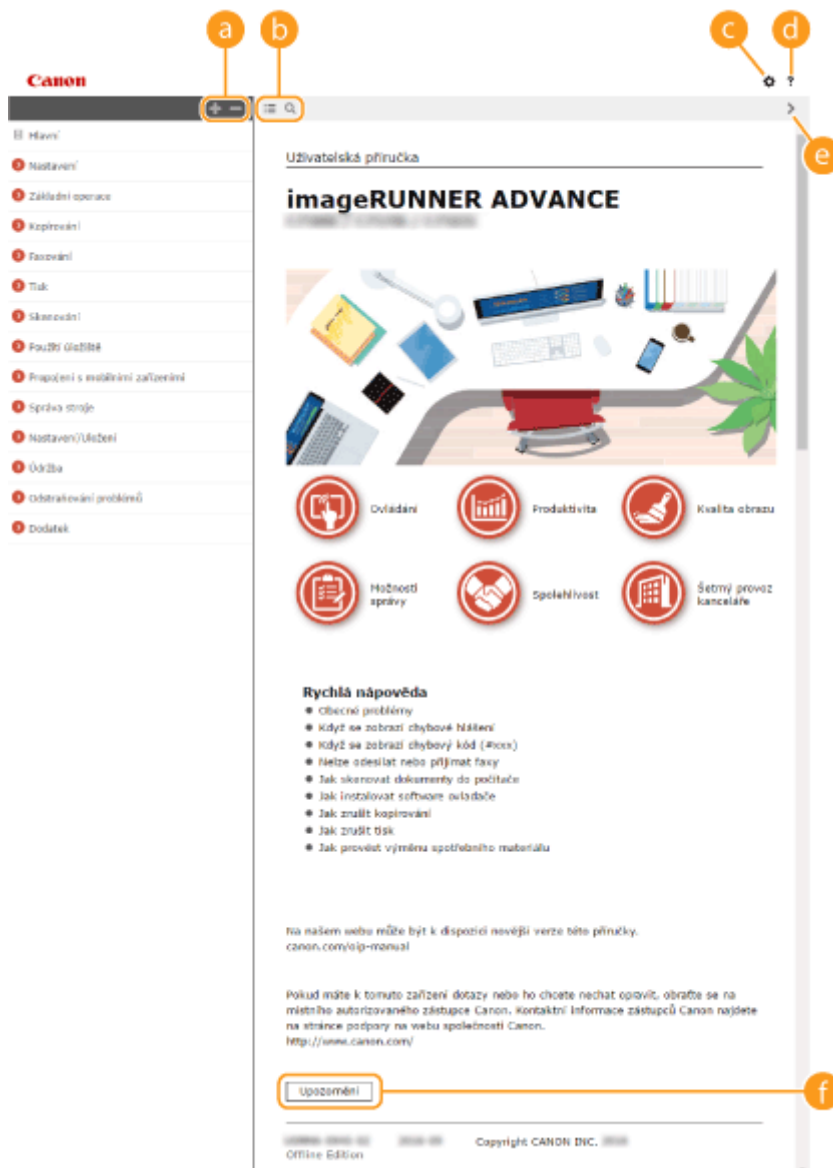 a b c d
Canon
?
e
Hlavní
Nastavení
Základní operace
Kopírování
Faxování
Tisk
Skenování
Použití úložiště
Propojení s mobilními zařízeními
Správa stroje
Nastavení/Uložení
Údržba
Odstraňování problémů
Dodatek
Uživatelská příručka
imageRUNNER ADVANCE
Ovládání
Produktivita
Kvalita obrazu
Možnosti
správy
Spolehlivost
Šetrný provoz
kanceláře
Rychlá nápověda
Obecné problémy
Když se zobrazí chybové hlášení
Když se zobrazí chybový kód (#xxx)
Nelze odesílat nebo přijímat faxy
Jak skenovat dokumenty do počítače
Jak instalovat software ovladače
Jak zrušit kopírování
Jak zrušit tisk
Jak provést výměnu spotřebního materiálu
Na našem webu může být k dispozici novější verze této příručky.
canon.com/oip-manual
Pokud máte k tomuto zařízení dotazy nebo ho chcete nechat opravit, obraťte se na
místního autorizovaného zástupce Canon. Kontaktní informace zástupců Canon najdete
na stránce podpory na webu společnosti Canon.
http://www.canon.com/
Upozornění
f
Copyright CANON INC.
Offline Edition